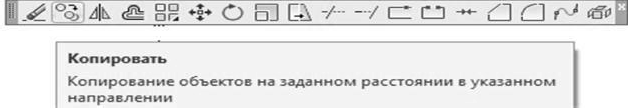 Копировать
Копирование объектов на заданном расстоянии в указанном
направлении